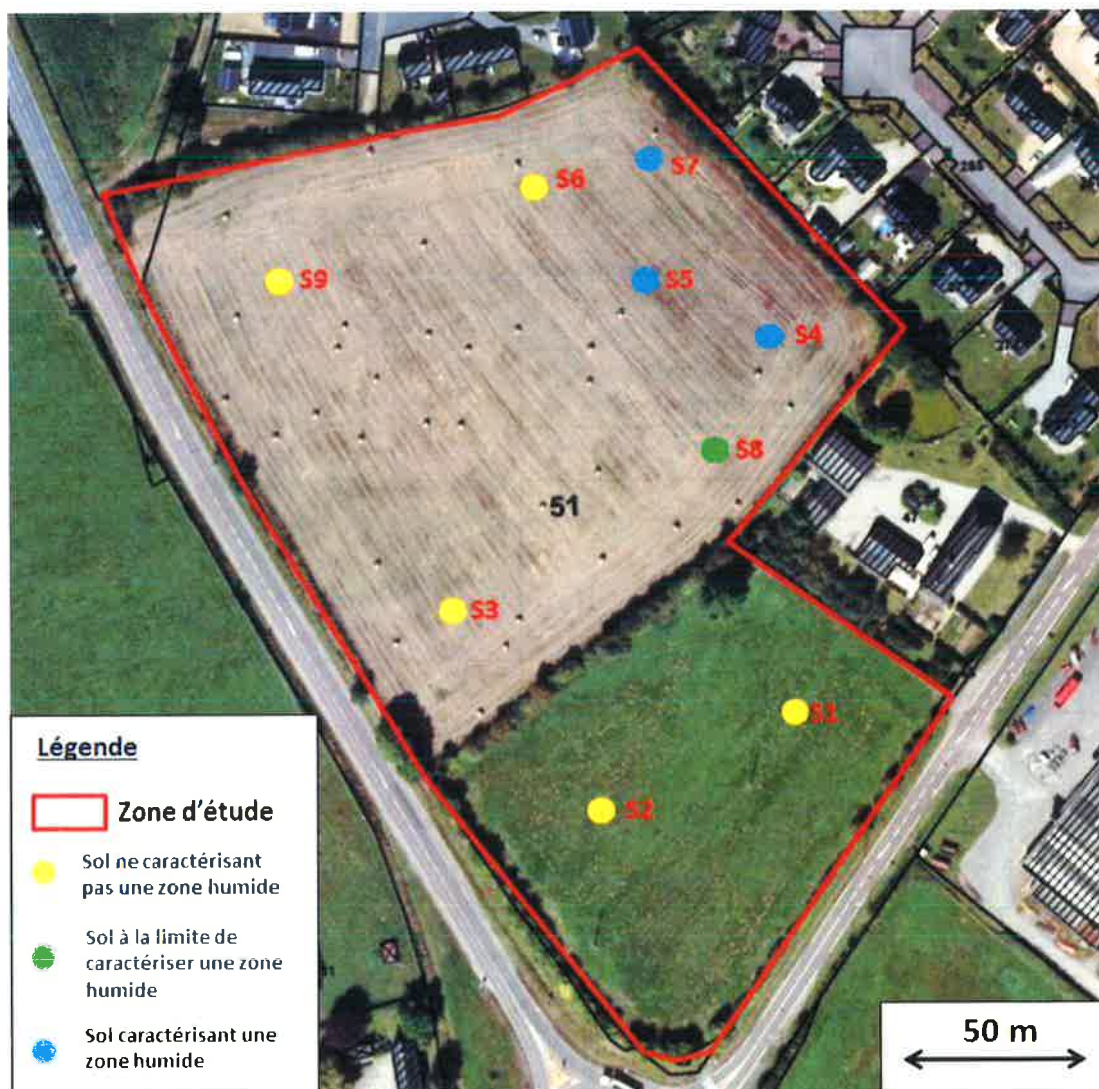 S7
S6
S9
S5
S4
S8
51
S3
S1
S2
Légende
Zone d'étude
Sol ne caractérisant
pas une zone humide
Sol à la limite de
caractériser une zone
humide
Sol caractérisant une
zone humide
50 m